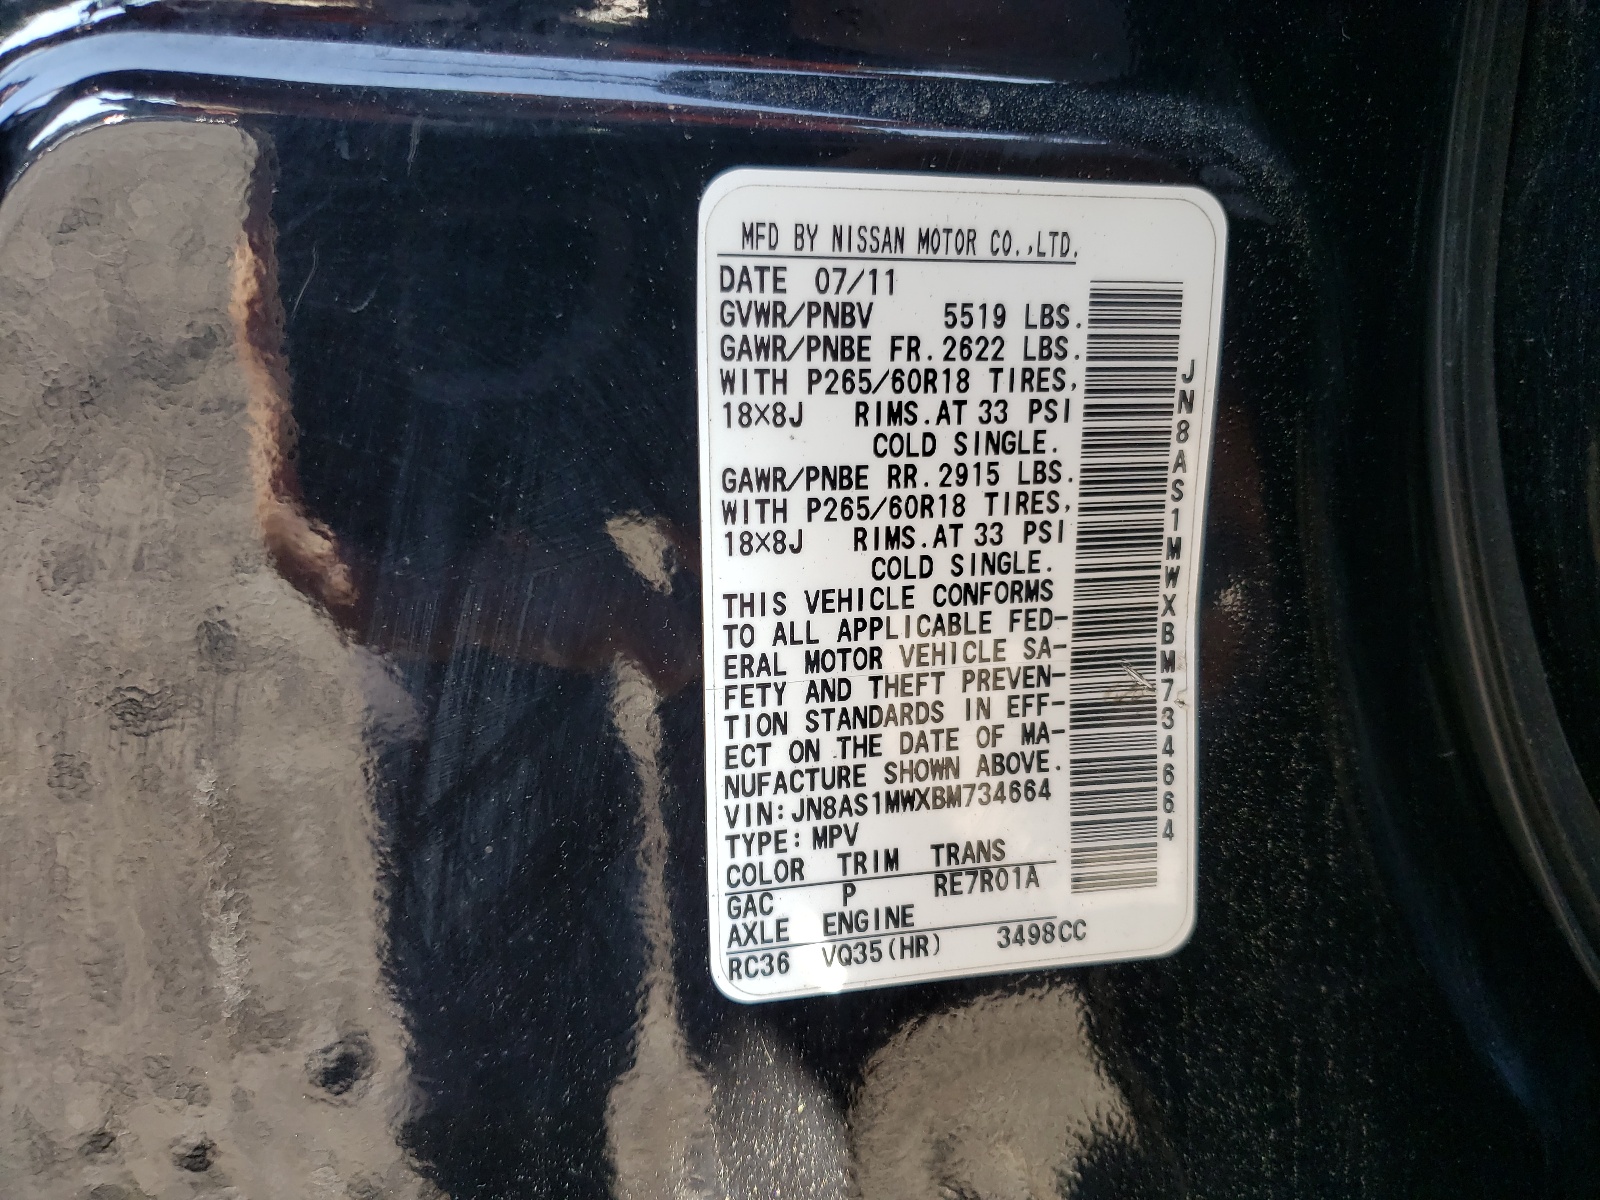 MFD BY NISSAN MOTOR CO.,LTD.
DATE 07/11
GVWR/PNBV 5519 LBS.
GAWR/PNBE FR.2622 LBS.
WITH P265/60R18 TIRES,
18×8J RIMS.AT 33 PSI
COLD SINGLE.
GAWR/PNBE RR.2915 LBS.
WITH P265/60R18 TIRES,
18×8J RIMS.AT 33 PSI
COLD SINGLE.
THIS VEHICLE CONFORMS
TO ALL APPLICABLE FED-
ERAL MOTOR VEHICLE SA-
FETY AND THEFT PREVEN-
TION STANDARDS IN EFF-
ECT ON THE DATE OF MA-
NUFACTURE SHOWN ABOVE.
VIN:JN8AS1MWXBM734664
TYPE:MPV
COLOR TRIM TRANS
GAC P RE7R01A
AXLE ENGINE
RC36 VQ35(HR) 3498CC
JN8AS1MWXBM734664